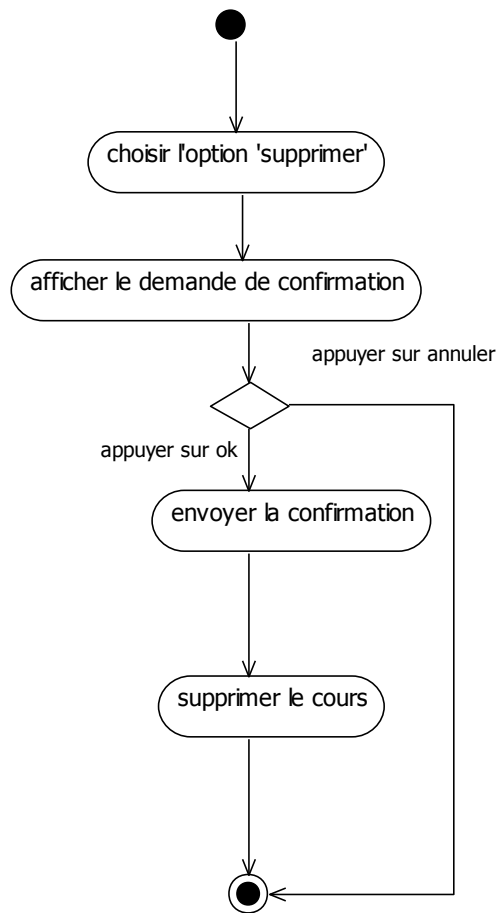 choisir l'option 'supprimer'
afficher le demande de confirmation
appuyer sur annuler
appuyer sur ok
envoyer la confirmation
supprimer le cours